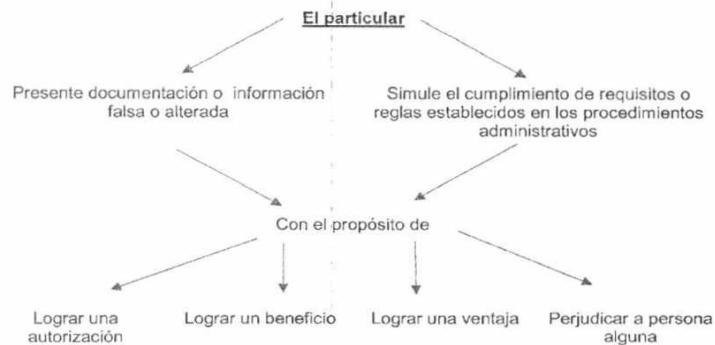 El particular
Presente documentación o información
falsa o alterada
Simule el cumplimiento de requisitos o
reglas establecidos en los procedimientos
administrativos
Con el propósito de
Lograr una
autorización
Lograr un beneficio
Lograr una ventaja
Perjudicar a persona
alguna